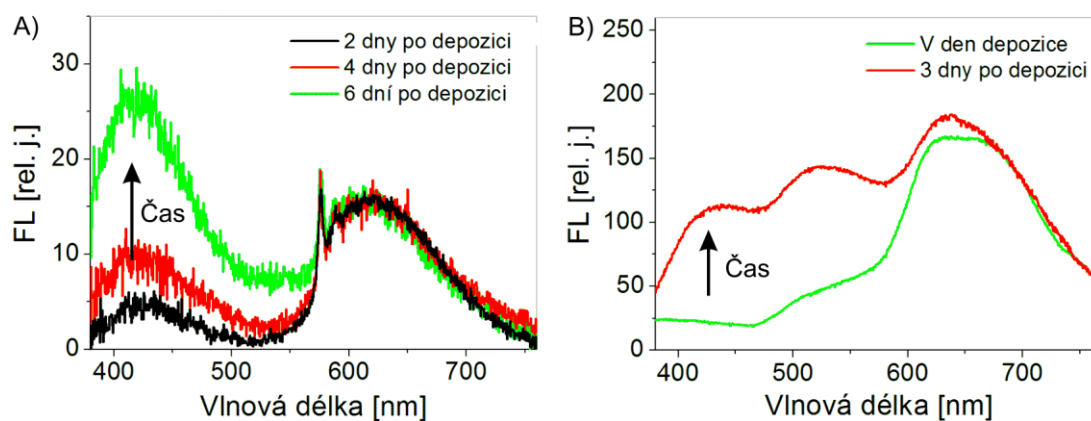 A)
FL [rel. j.]
30
20
10
0
2 dny po depozici
4 dny po depozici
6 dní po depozici
Čas
400 500 600 700
Vlnová délka [nm]
B)
FL [rel. j.]
250
200
150
100
50
0
V den depozice
3 dny po depozici
Čas
400 500 600 700
Vlnová délka [nm]